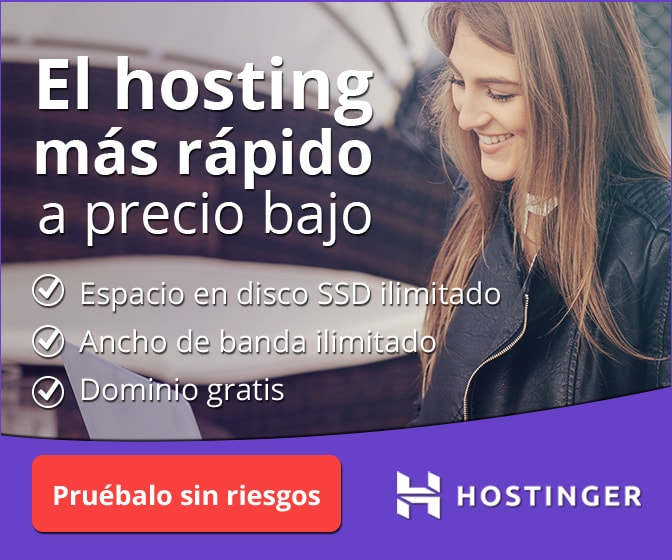 El hosting
más rápido
a precio bajo
Espacio en disco SSD ilimitado
Ancho de banda ilimitado
Dominio gratis
Pruébalo sin riesgos
HOSTINGER